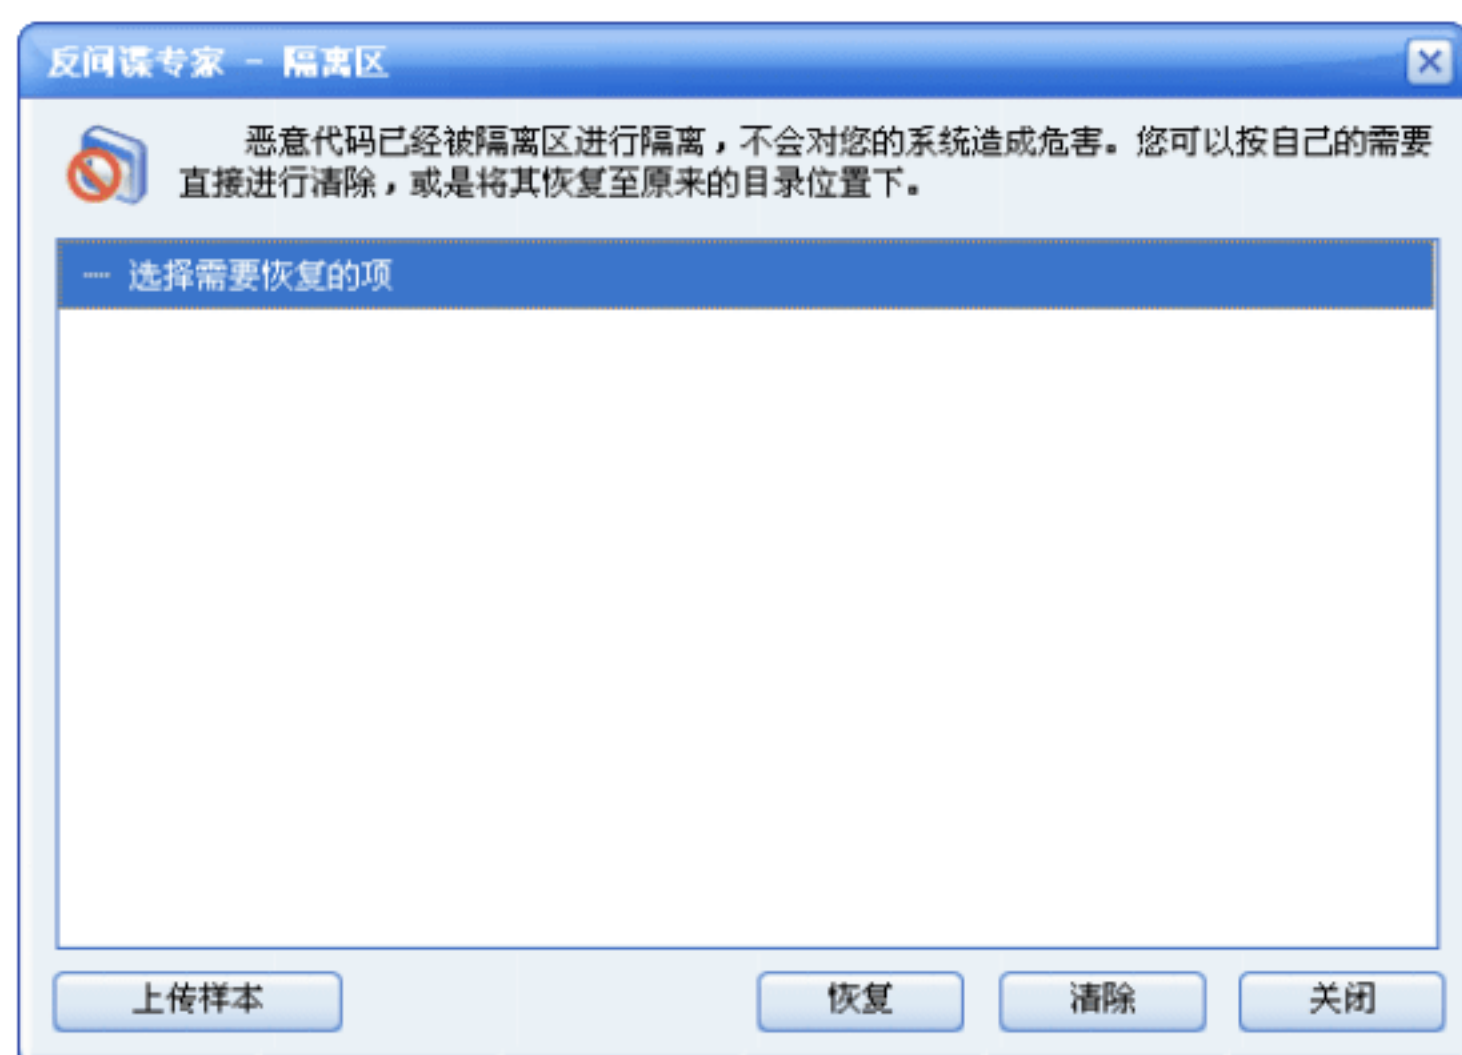 反间谍专家 - 隔离区
恶意代码已经被隔离区进行隔离，不会对您的系统造成危害。您可以按自己的需要
直接进行清除，或是将其恢复至原来的目录位置下。
选择需要恢复的项
上传样本 恢复 清除 关闭